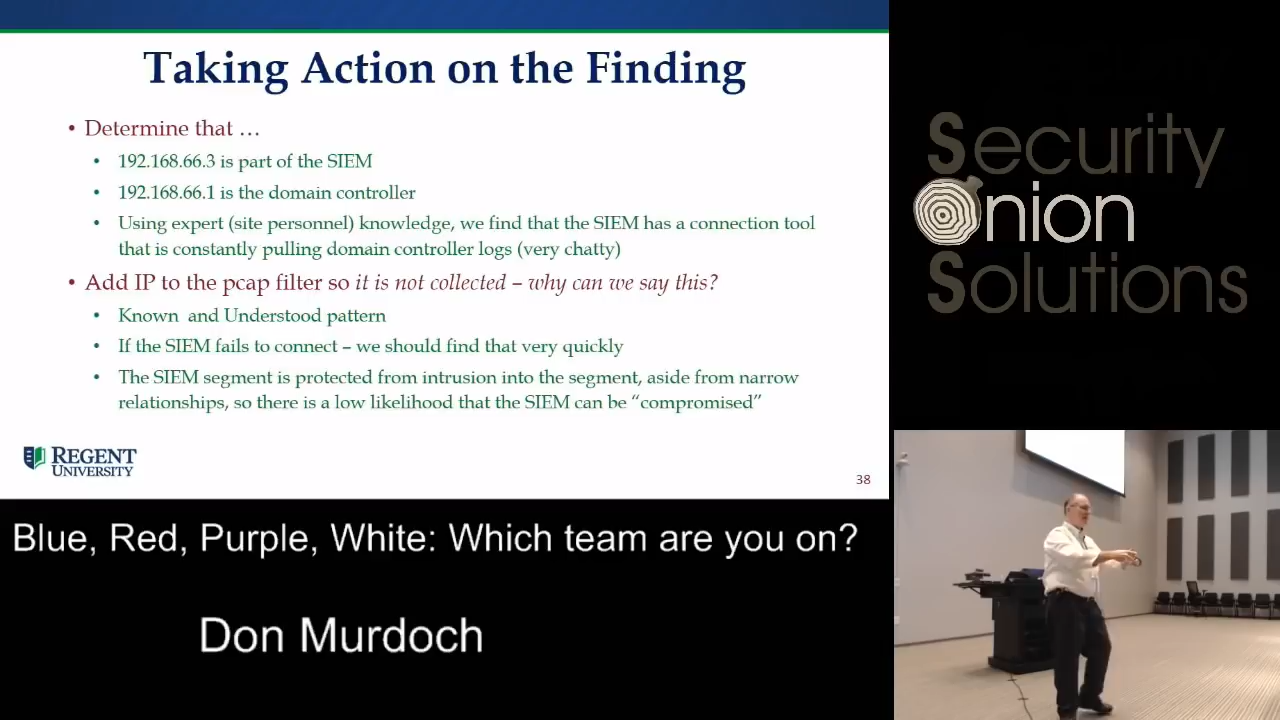 Taking Action on the Finding
• Determine that …
• 192.168.66.3 is part of the SIEM
• 192.168.66.1 is the domain controller
• Using expert (site personnel) knowledge, we find that the SIEM has a connection tool
that is constantly pulling domain controller logs (very chatty)
• Add IP to the pcap filter so it is not collected – why can we say this?
• Known and Understood pattern
• If the SIEM fails to connect – we should find that very quickly
• The SIEM segment is protected from intrusion into the segment, aside from narrow
relationships, so there is a low likelihood that the SIEM can be “compromised”
REGENT
UNIVERSITY
38
Security
Onion
Solutions
Blue, Red, Purple, White: Which team are you on?
Don Murdoch